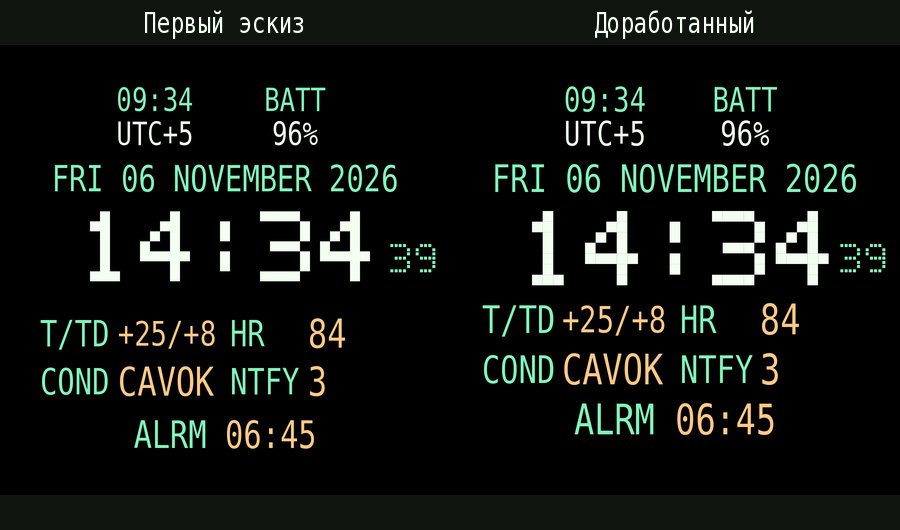 Первый эскиз
09:34 BATT
UTC+5 96%
FRI 06 NOVEMBER 2026
14:34 39
T/TD +25/+8 HR 84
COND CAVOK NTFY 3
ALRM 06:45
Доработанный
09:34 BATT
UTC+5 96%
FRI 06 NOVEMBER 2026
14:34 39
T/TD +25/+8 HR 84
COND CAVOK NTFY 3
ALRM 06:45